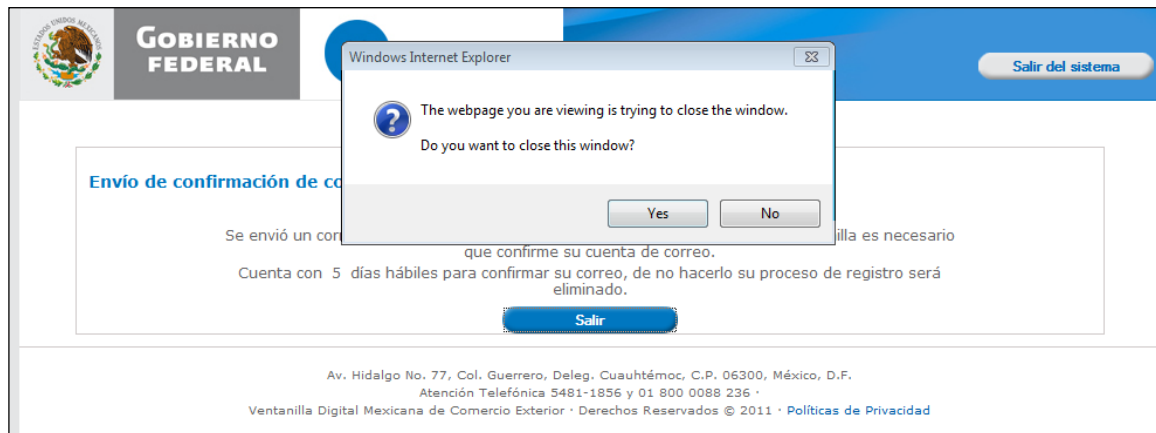 ESTADOS UNIDOS MEXICANOS
GOBIERNO
FEDERAL
Windows Internet Explorer
Salir del sistema
The webpage you are viewing is trying to close the window.
Do you want to close this window?
Yes No
Envío de confirmación de
Se envió un illa es necesario
que confirme su cuenta de correo.
Cuenta con 5 días hábiles para confirmar su correo, de no hacerlo su proceso de registro será
eliminado.
Salir
Av. Hidalgo No. 77, Col. Guerrero, Deleg. Cuauhtémoc, C.P. 06300, México, D.F.
Atención Telefónica 5481-1856 y 01 800 0088 236 ·
Ventanilla Digital Mexicana de Comercio Exterior · Derechos Reservados © 2011 · Políticas de Privacidad